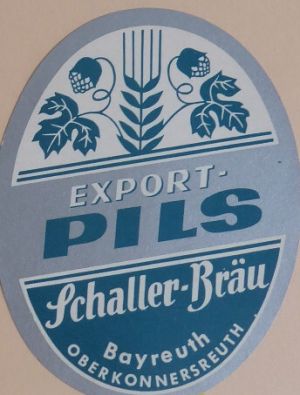 EXPORT-
PILS
Schaller-Bräu
Bayreuth
OBERKONNERSREUTH